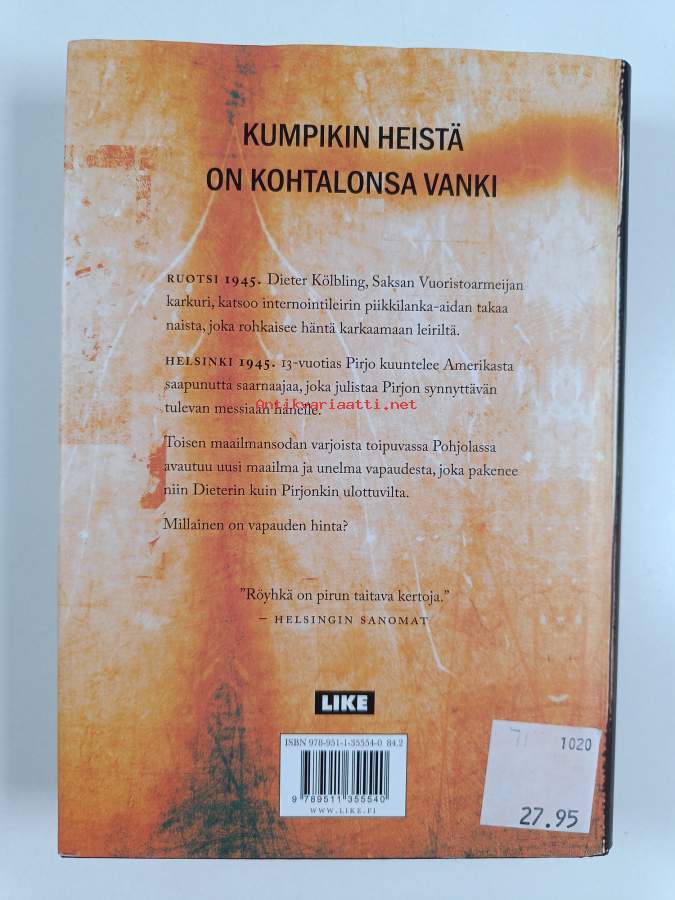 KUMPIKIN HEISTÄ
ON KOHTALONSA VANKI
RUOTSI 1945. Dieter Kölbling, Saksan Vuoristoarmeijan
karkuri, katsoo internointileirin piikkilanka-aidan takaa
naista, joka rohkaisee häntä karkaamaan leiriltä.
HELSINKI 1945. 13-vuotias Pirjo kuuntelee Amerikasta
saapunutta saarnaajaa, joka julistaa Pirjon synnyttävän
Antikvariaatti.net
tulevan messiaan hänelle.
Toisen maailmansodan varjoista toipuvassa Pohjolassa
avautuu uusi maailma ja unelma vapaudesta, joka pakenee
niin Dieterin kuin Pirjonkin ulottuvilta.
Millainen on vapauden hinta?
”Röyhkä on pirun taitava kertoja.”
– HELSINGIN SANOMAT
LIKE
ISBN 978-951-1-35554-0 84.2
9 789511 355540
WWW.LIKE.FI
71 1020
27.95